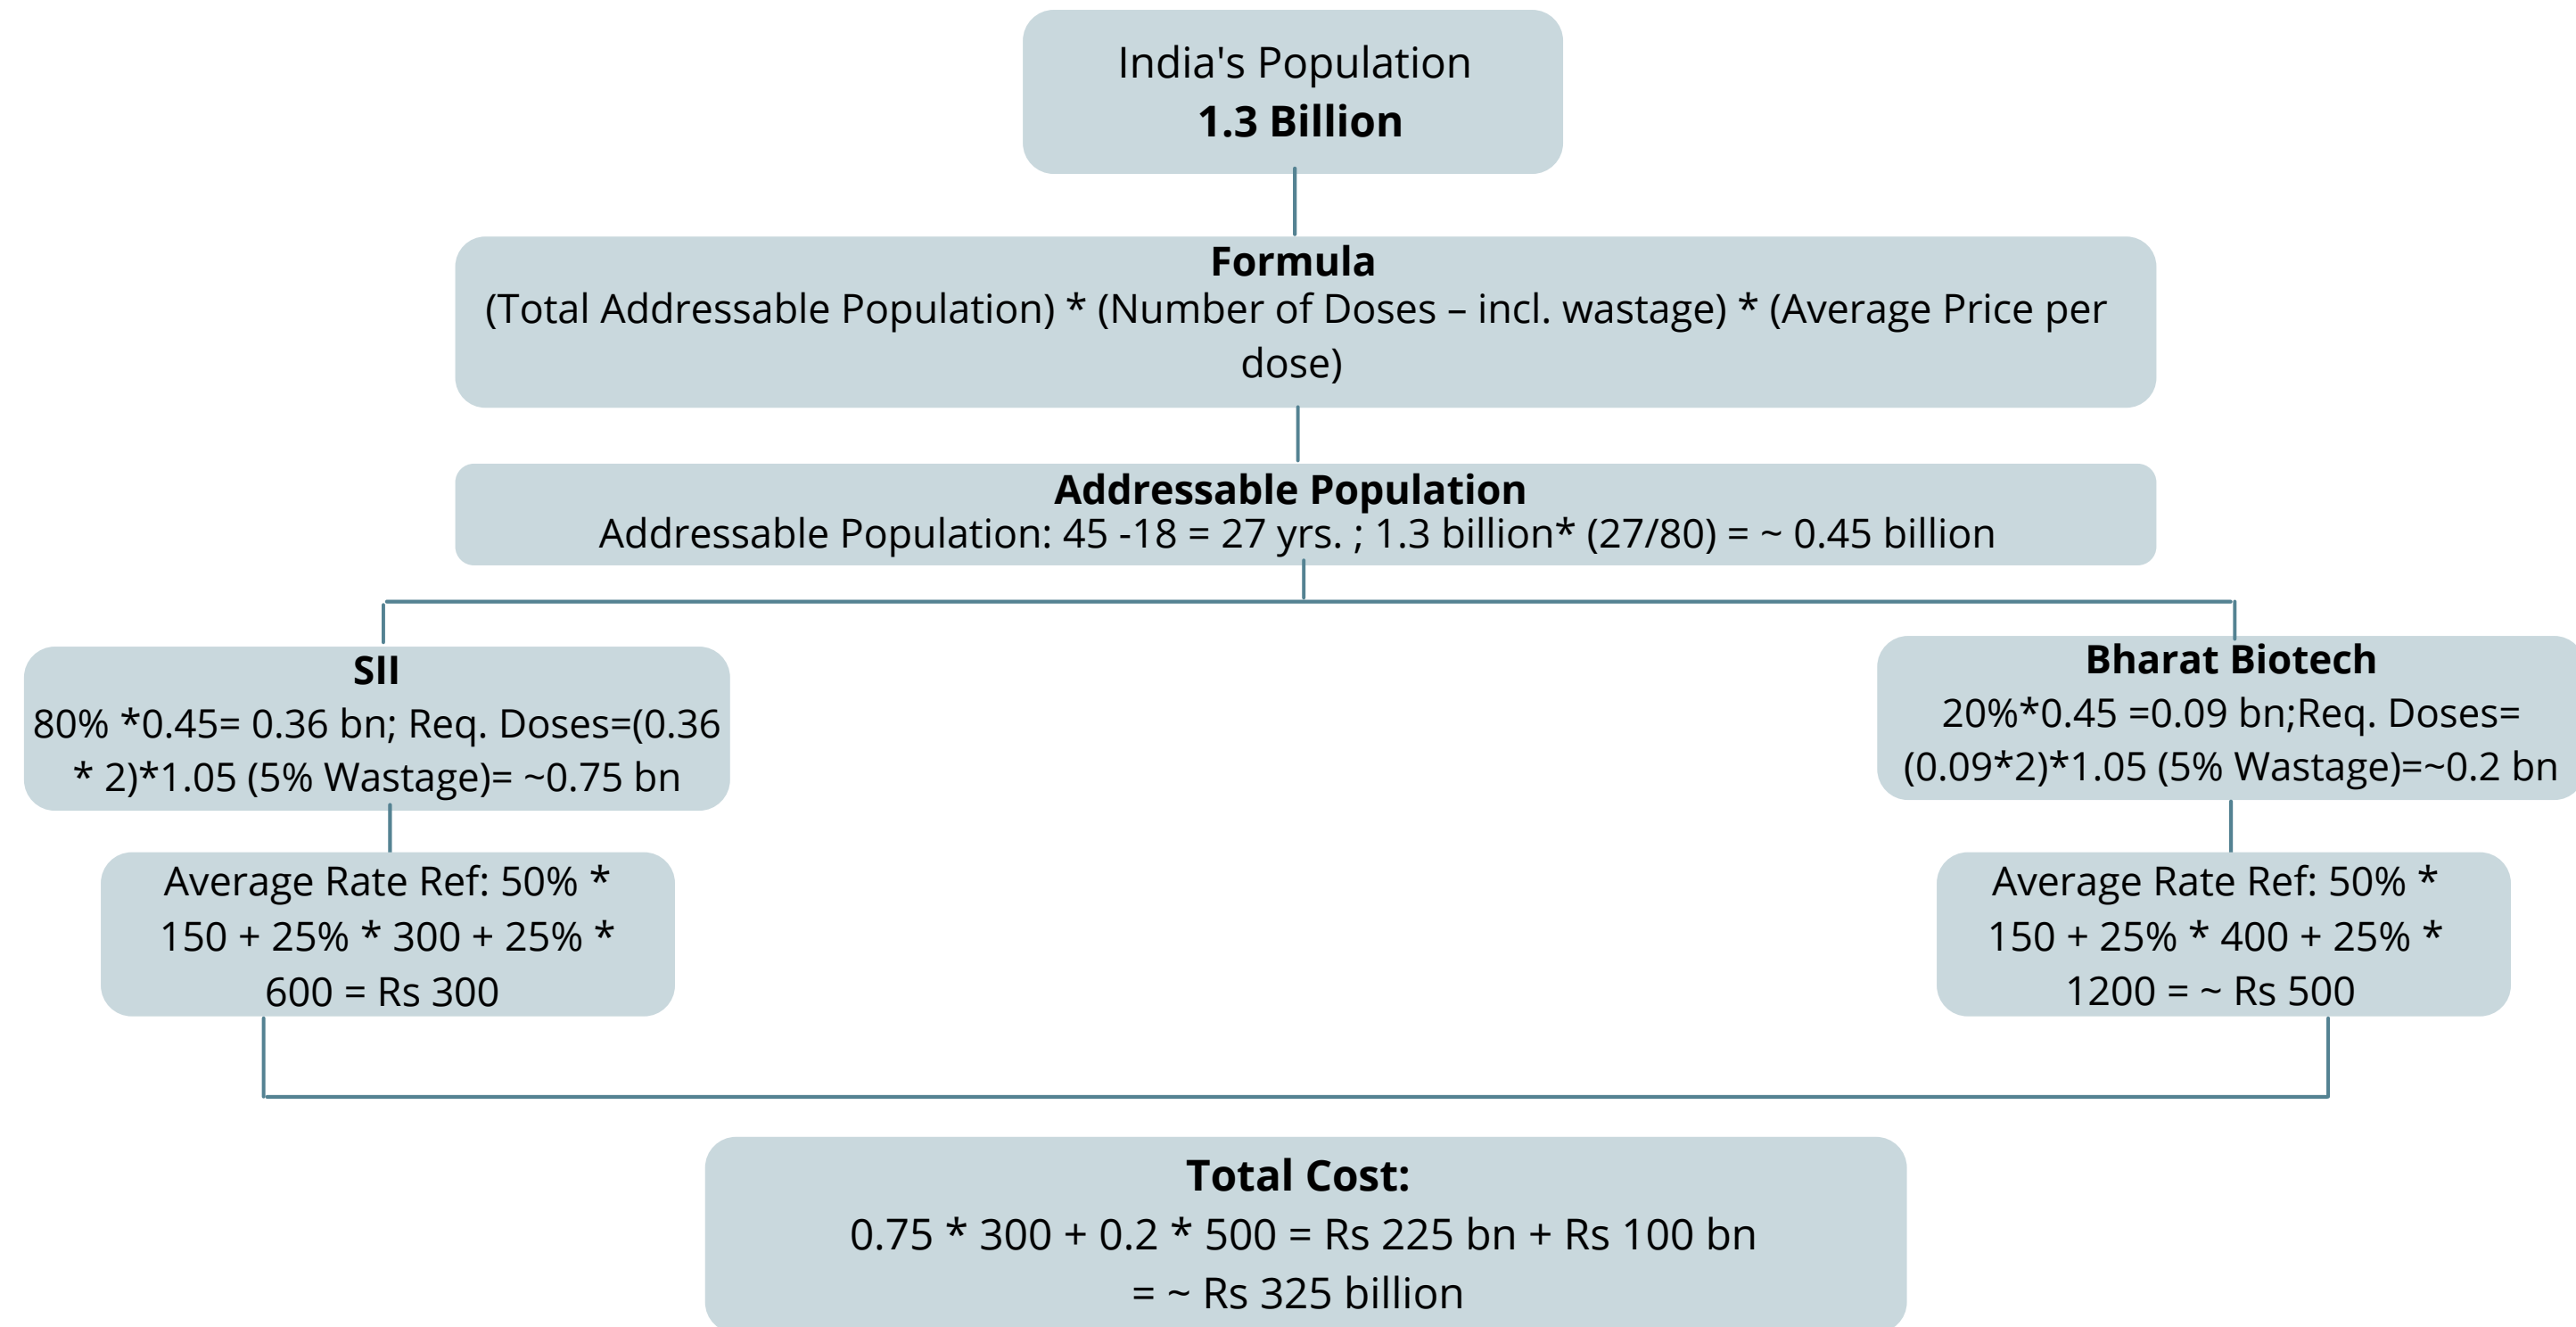 India's Population
1.3 Billion
Formula
(Total Addressable Population) * (Number of Doses – incl. wastage) * (Average Price per
dose)
Addressable Population
Addressable Population: 45 -18 = 27 yrs. ; 1.3 billion* (27/80) = ~ 0.45 billion
SII
80% *0.45= 0.36 bn; Req. Doses=(0.36
* 2)*1.05 (5% Wastage)= ~0.75 bn
Bharat Biotech
20%*0.45 =0.09 bn;Req. Doses=
(0.09*2)*1.05 (5% Wastage)=~0.2 bn
Average Rate Ref: 50% *
150 + 25% * 300 + 25% *
600 = Rs 300
Average Rate Ref: 50% *
150 + 25% * 400 + 25% *
1200 = ~ Rs 500
Total Cost:
0.75 * 300 + 0.2 * 500 = Rs 225 bn + Rs 100 bn
= ~ Rs 325 billion